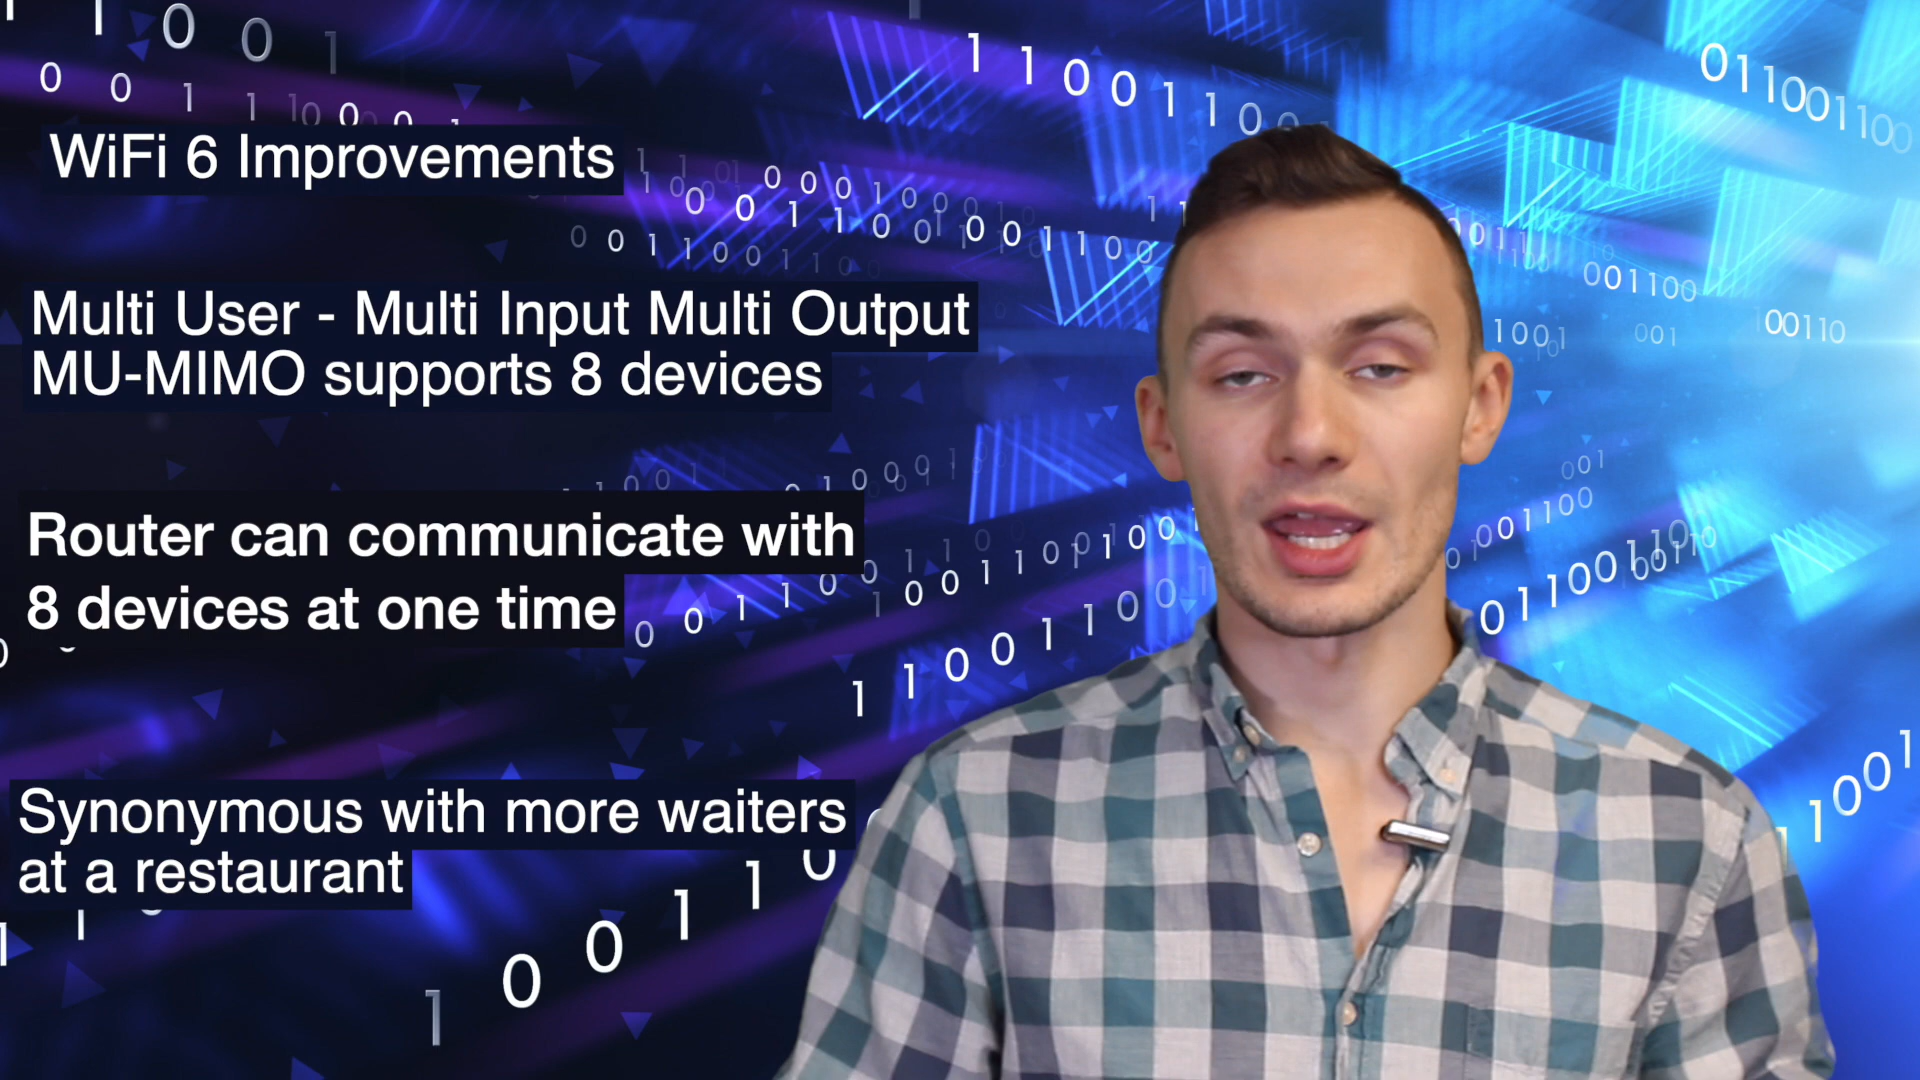 WiFi 6 Improvements
Multi User - Multi Input Multi Output
MU-MIMO supports 8 devices
Router can communicate with
8 devices at one time
Synonymous with more waiters
at a restaurant